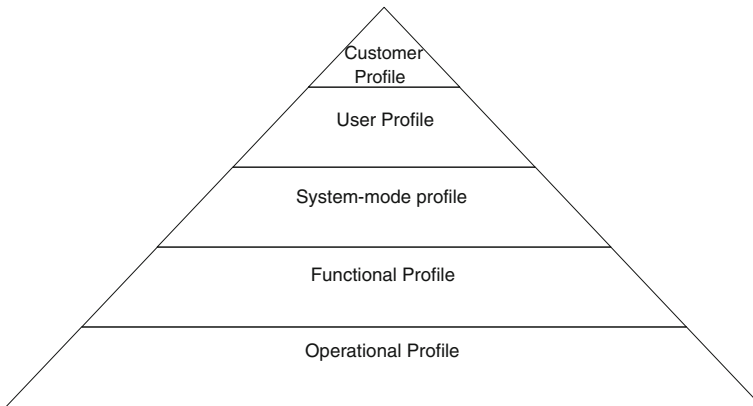 Customer
Profile
User Profile
System-mode profile
Functional Profile
Operational Profile